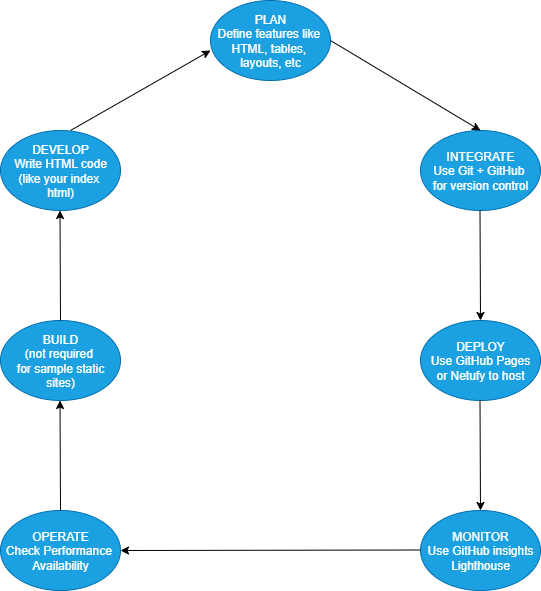 PLAN
Define features like
HTML, tables,
layouts, etc
DEVELOP
Write HTML code
(like your index
html)
INTEGRATE
Use Git + GitHub
for version control
BUILD
(not required
for sample static
sites)
DEPLOY
Use GitHub Pages
or Netufy to host
OPERATE
Check Performance
Availability
MONITOR
Use GitHub insights
Lighthouse